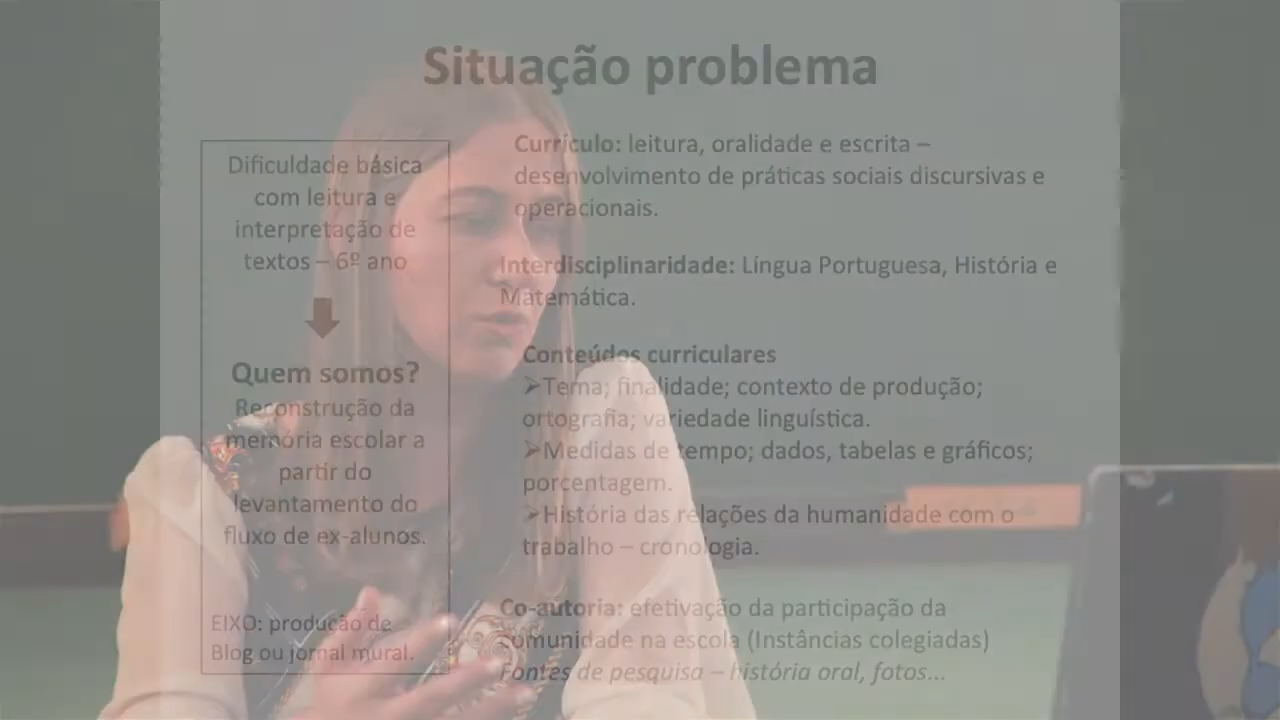 Situação problema
Dificuldade básica
com leitura e
interpretação de
textos – 6º ano
Quem somos?
Reconstrução da
memória escolar a
partir do
levantamento do
fluxo de ex-alunos.
EIXO: produção de
Blog ou jornal mural.
Currículo: leitura, oralidade e escrita –
desenvolvimento de práticas sociais discursivas e
operacionais.
Interdisciplinaridade: Língua Portuguesa, História e
Matemática.
Conteúdos curriculares
➢Tema; finalidade; contexto de produção;
ortografia; variedade linguística.
➢Medidas de tempo; dados, tabelas e gráficos;
porcentagem.
➢História das relações da humanidade com o
trabalho – cronologia.
Co-autoria: efetivação da participação da
comunidade na escola (Instâncias colegiadas)
Fontes de pesquisa – história oral, fotos...